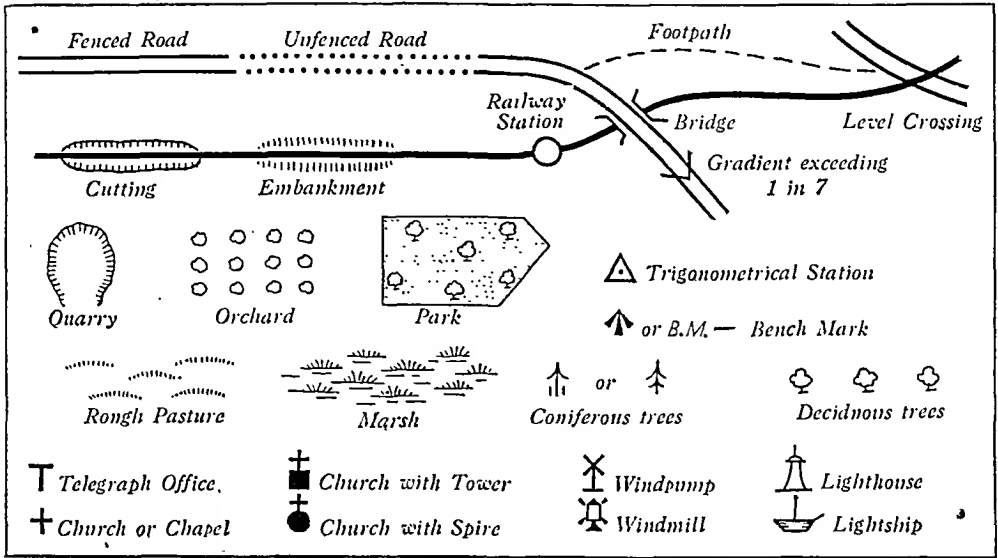 Fenced Road
Unfenced Road
Footpath
Railway
Station
Bridge
Level Crossing
Cutting
Embankment
Gradient exceeding
1 in 7
Quarry
Orchard
Park
Trigonometrical Station
or B.M. — Bench Mark
Rongh Pasture
Marsh
or
Coniferous trees
Decidnous trees
T Telegraph Office.
Church with Tower
Windpump
Lighthouse
Church or Chapel
Church with Spire
Windmill
Lightship